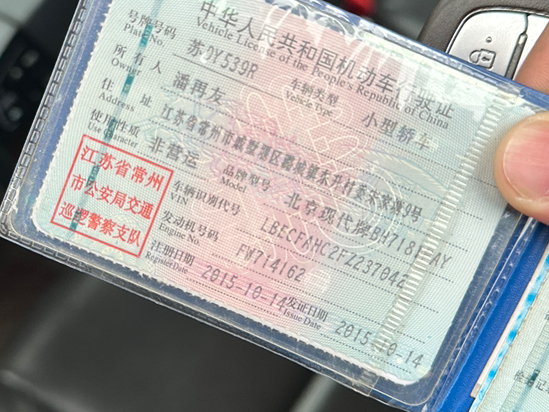 中华人民共和国机动车行驶证
Vehicle License of the People's Republic of China
号牌号码 苏DY539R 车辆类型 小型轿车
Plate No. Vehicle Type
所有人 潘再友
Owner
住址 江苏省常州市 9号
Address
使用性质 非营运 品牌型号 北京现代牌BH718 AY
Use Character Model
江苏省常州
市公安局交通
巡逻警察支队
车辆识别代号 LBECFAHC2FZ237042
VIN
发动机号码 FW714162
Engine No.
注册日期 2015-10-14 发证日期 2015-10-14
Register Date Issue Date